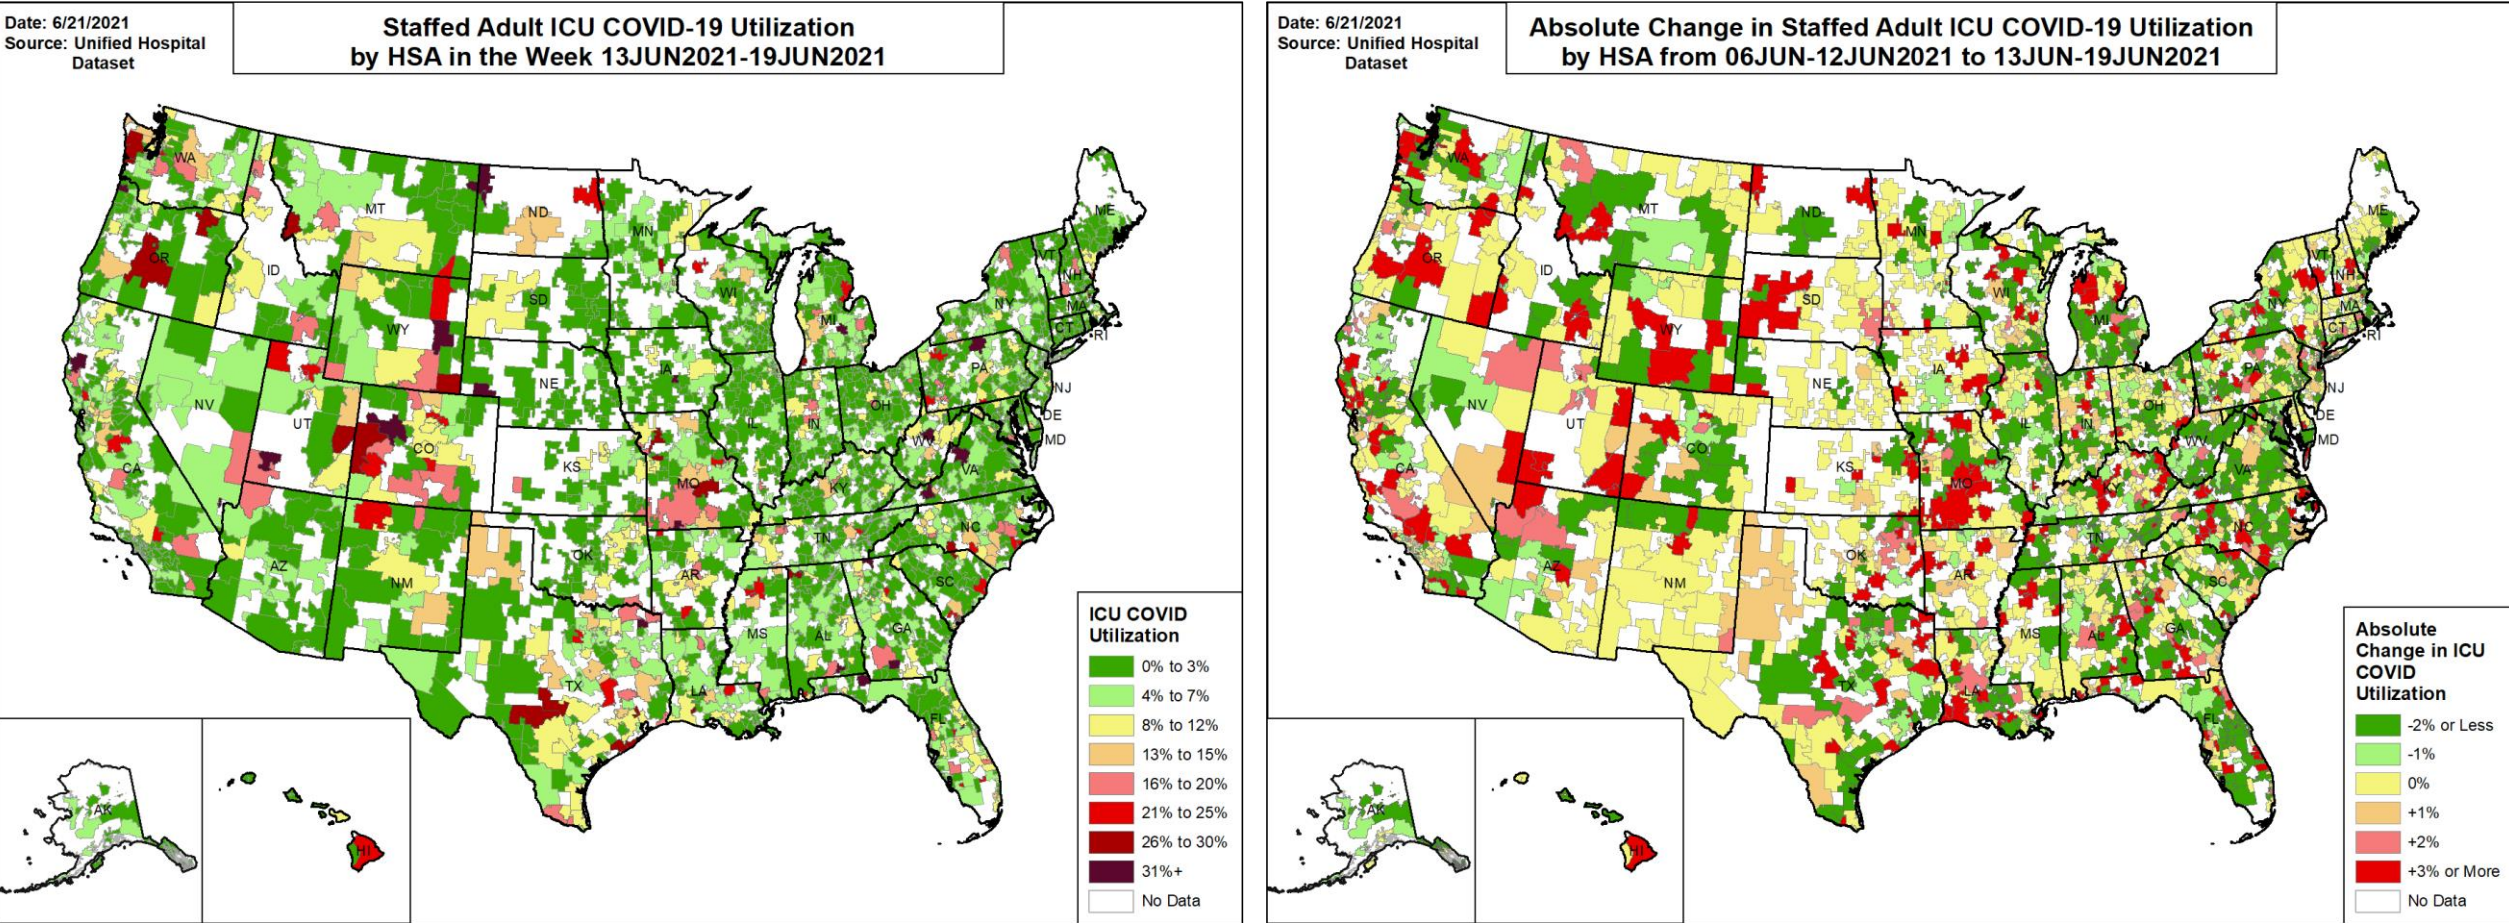 Date: 6/21/2021
Source: Unified Hospital
Dataset
Staffed Adult ICU COVID-19 Utilization
by HSA in the Week 13JUN2021-19JUN2021
WA
MT
ND
MN
ME
OR
ID
WY
SD
WI
MI
NY
VT
NH
MA
CT
RI
NV
UT
CO
NE
IA
IL
IN
OH
PA
NJ
DE
MD
WV
VA
CA
KS
MO
KY
AZ
NM
OK
AR
TN
NC
SC
TX
LA
MS
AL
GA
FL
AK
HI
ICU COVID
Utilization
0% to 3%
4% to 7%
8% to 12%
13% to 15%
16% to 20%
21% to 25%
26% to 30%
31%+
No Data
Date: 6/21/2021
Source: Unified Hospital
Dataset
Absolute Change in Staffed Adult ICU COVID-19 Utilization
by HSA from 06JUN-12JUN2021 to 13JUN-19JUN2021
WA
MT
ND
MN
ME
OR
ID
WY
SD
WI
MI
NY
VT
NH
MA
CT
RI
NV
UT
CO
NE
IA
IL
IN
OH
PA
NJ
DE
MD
WV
VA
CA
KS
MO
KY
AZ
NM
OK
AR
TN
NC
SC
TX
LA
MS
AL
GA
FL
AK
HI
Absolute
Change in ICU
COVID
Utilization
-2% or Less
-1%
0%
+1%
+2%
+3% or More
No Data